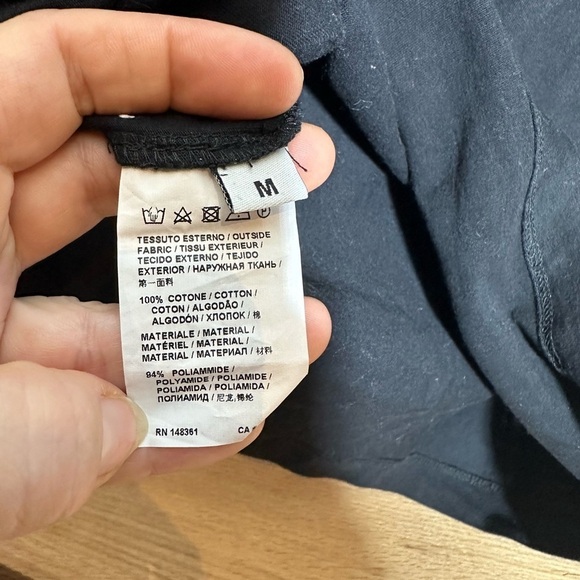 M
TESSUTO ESTERNO / OUTSIDE
FABRIC / TISSU EXTERIEUR /
TECIDO EXTERNO / TEJIDO
EXTERIOR / НАРУЖНАЯ ТКАНЬ /
第一面料
100% COTONE / COTTON /
COTON / ALGODÃO /
ALGODÓN / ХЛОПОК / 棉
MATERIALE / MATERIAL /
MATÉRIEL / MATERIAL /
MATERIAL / МАТЕРИАЛ / 材料
94% POLIAMMIDE /
POLYAMIDE / POLIAMIDE /
POLIAMIDA / POLIAMIDA /
ПОЛИАМИД / 尼龙,锦纶
RN 148361 CA